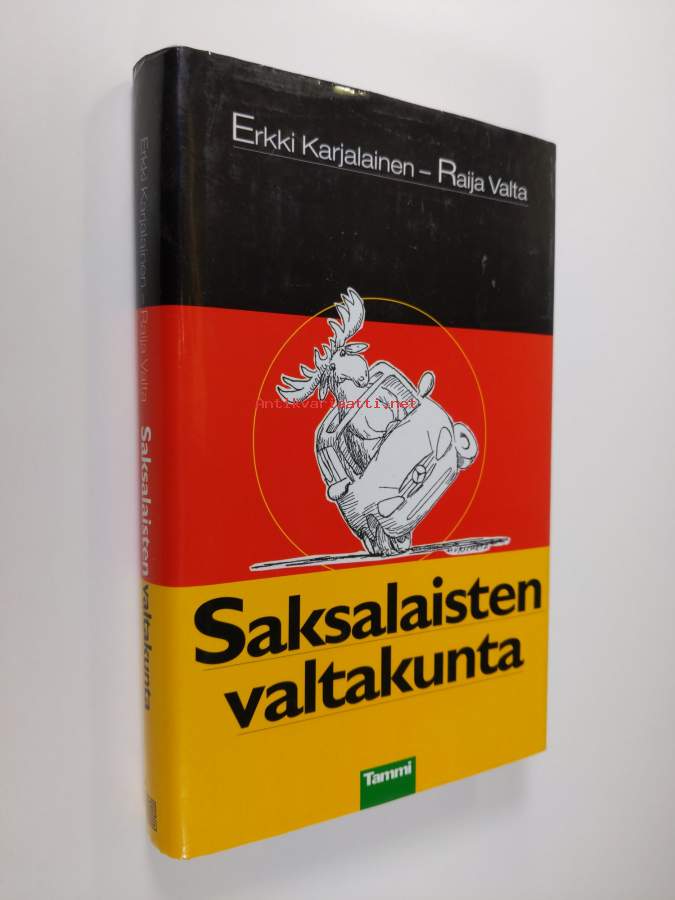 Erkki Karjalainen – Raija Valta
Antikvariaatti.net
Saksalaisten
valtakunta
Tammi
Erkki Karjalainen – Raija Valta Saksalaisten valtakunta